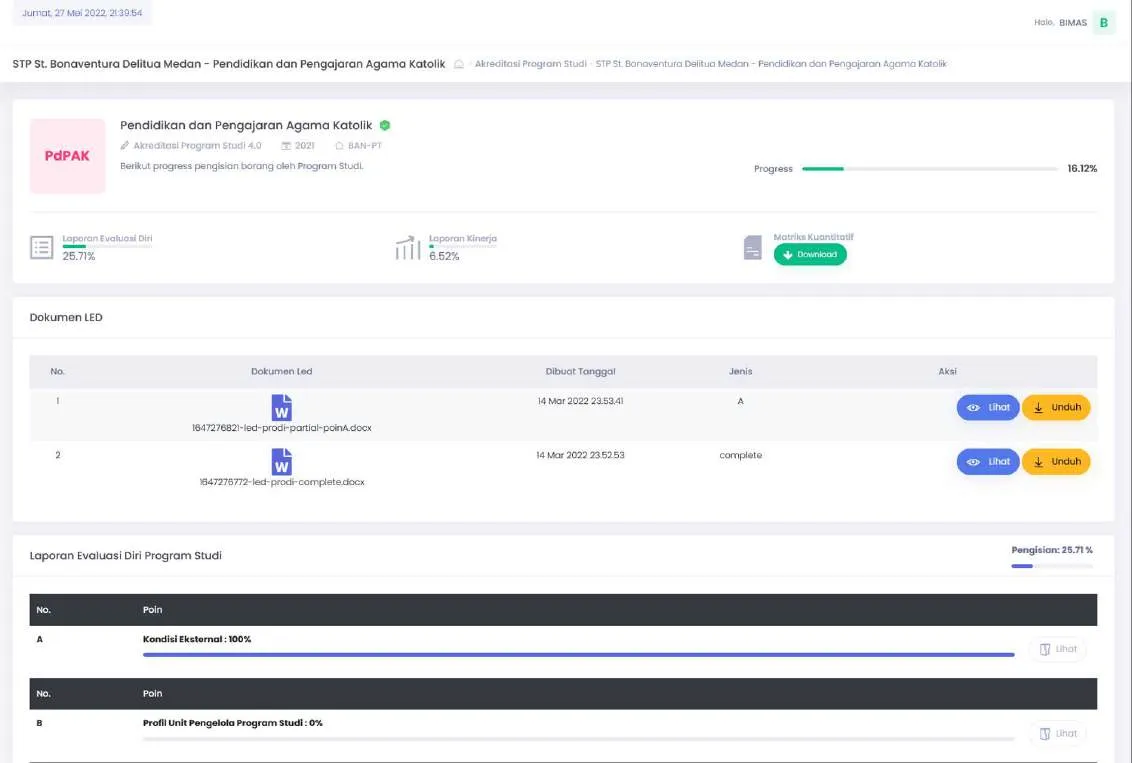 Jumat, 27 Mei 2022, 21:39:54
Halo, BIMAS B
STP St. Bonaventura Delitua Medan - Pendidikan dan Pengajaran Agama Katolik Akreditasi Program Studi - STP St. Bonaventura Delitua Medan - Pendidikan dan Pengajaran Agama Katolik
PdPAK
Pendidikan dan Pengajaran Agama Katolik
Akreditasi Program Studi 4.0 2021 BAN-PT
Berikut progress pengisian borang oleh Program Studi.
Progress 16.12%
Laporan Evaluasi Diri
25.71%
Laporan Kinerja
6.52%
Matriks Kuantitatif
Download
Dokumen LED
No. Dokumen Led Dibuat Tanggal Jenis Aksi
1 14 Mar 2022 23.53.41 A Lihat Unduh
W
1647276821-led-prodi-partial-poinA.docx
2 14 Mar 2022 23.52.53 complete Lihat Unduh
W
1647276772-led-prodi-complete.docx
Laporan Evaluasi Diri Program Studi
Pengisian: 25.71 %
No. Poin
A Kondisi Eksternal : 100%
Lihat
No. Poin
B Profil Unit Pengelola Program Studi : 0%
Lihat